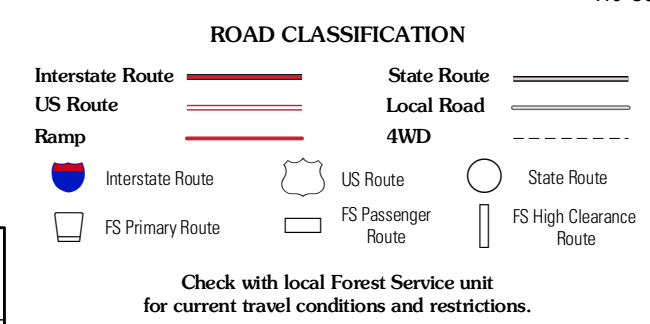 ROAD CLASSIFICATION
Interstate Route
State Route
US Route
Local Road
Ramp
4WD
Interstate Route
US Route
State Route
FS Primary Route
FS Passenger
Route
FS High Clearance
Route
Check with local Forest Service unit
for current travel conditions and restrictions.